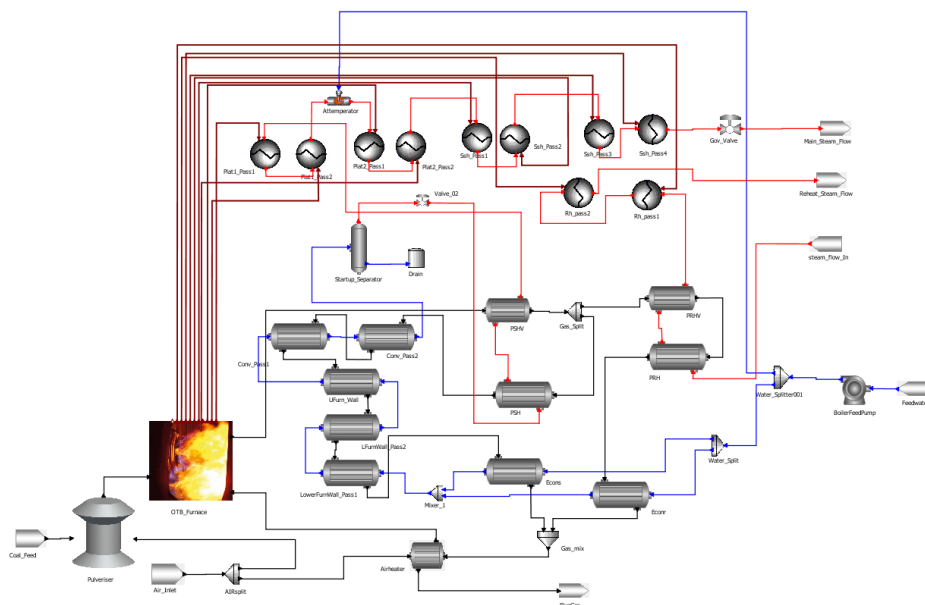 Attemperator
Plat1_Pass1
Plat1_Pass2
Plat2_Pass1
Plat2_Pass2
Ssh_Pass1
Ssh_Pass2
Ssh_Pass3
Ssh_Pass4
Gov_Valve
Main_Steam_Flow
Valve_02
Rh_pass2
Rh_pass1
Reheat_Steam_Flow
Startup_Separator
Drain
steam_flow_In
PSHV
Gas_Split
PRHV
Conv_Pass1
Conv_Pass2
UFurn_Wall
PSH
PRH
Water_Splitter001
BoilerFeedPump
Feedwate
LFurnWall_Pass2
LowerFurnWall_Pass1
Mixer_1
Econs
Econr
Water_Split
OTB_Furnace
Coal_Feed
Pulveriser
Air_Inlet
AIRsplit
Airheater
Gas_mix